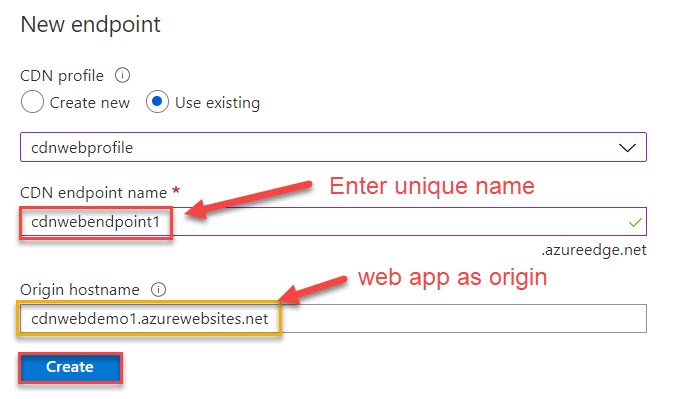 New endpoint
CDN profile
Create new
Use existing
cdnwebprofile
CDN endpoint name *
Enter unique name
cdnwebendpoint1
.azureedge.net
web app as origin
Origin hostname
cdnwebdemo1.azurewebsites.net
Create